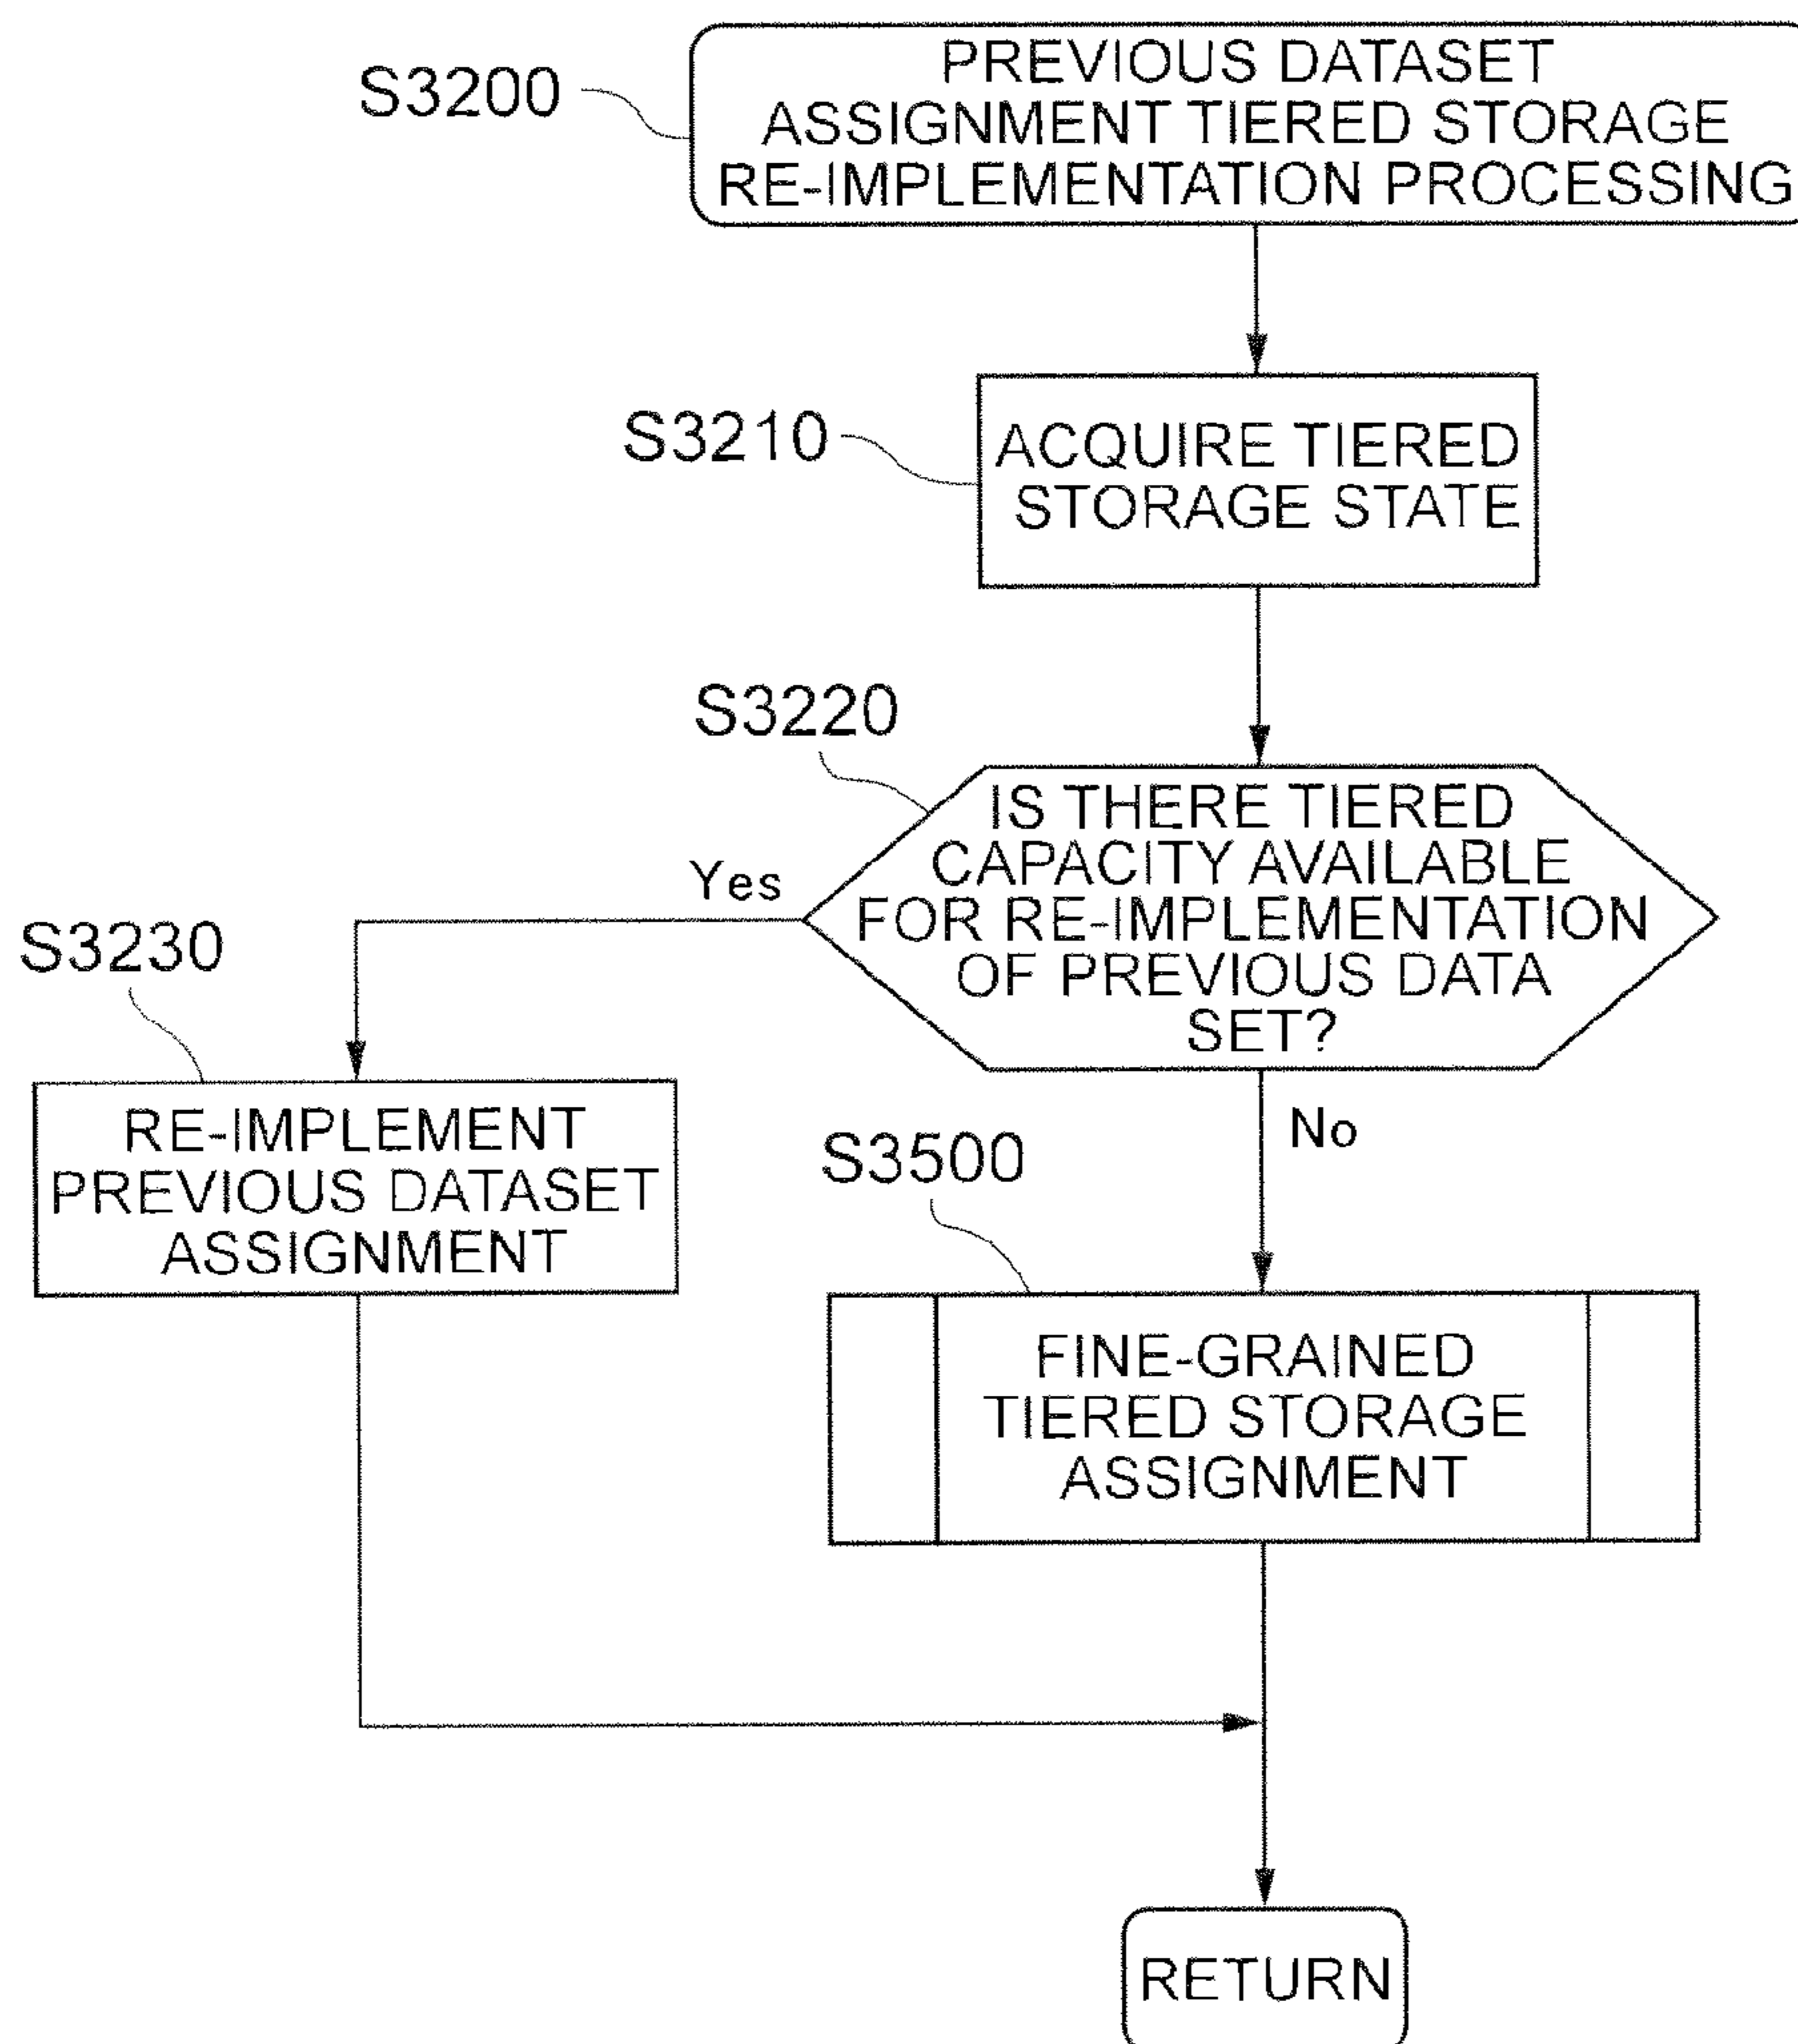 S3200
PREVIOUS DATASET
ASSIGNMENT TIERED STORAGE
RE-IMPLEMENTATION PROCESSING
S3210
ACQUIRE TIERED
STORAGE STATE
S3220
IS THERE TIERED
CAPACITY AVAILABLE
FOR RE-IMPLEMENTATION
OF PREVIOUS DATA
SET?
Yes
S3230
RE-IMPLEMENT
PREVIOUS DATASET
ASSIGNMENT
No
S3500
FINE-GRAINED
TIERED STORAGE
ASSIGNMENT
RETURN